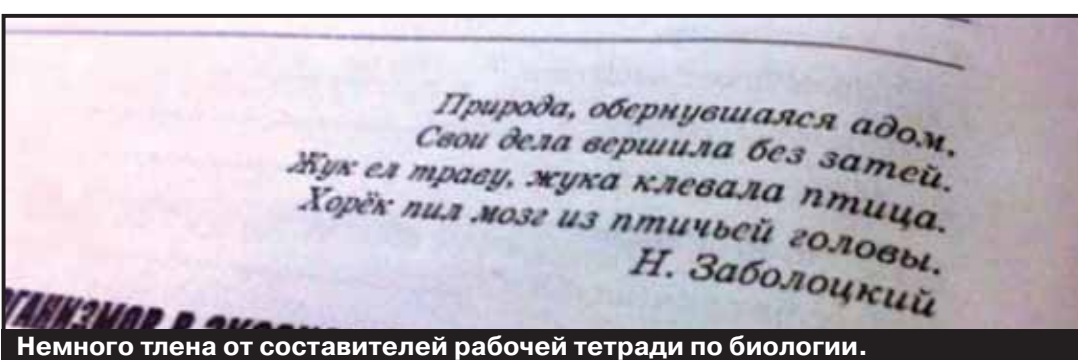 Природа, обернувшаяся адом,
Свои дела вершила без затей.
Жук ел траву, жука клевала птица.
Хорёк пил мозг из птичьей головы.
Н. Заболоцкий
Немного тлена от составителей рабочей тетради по биологии.